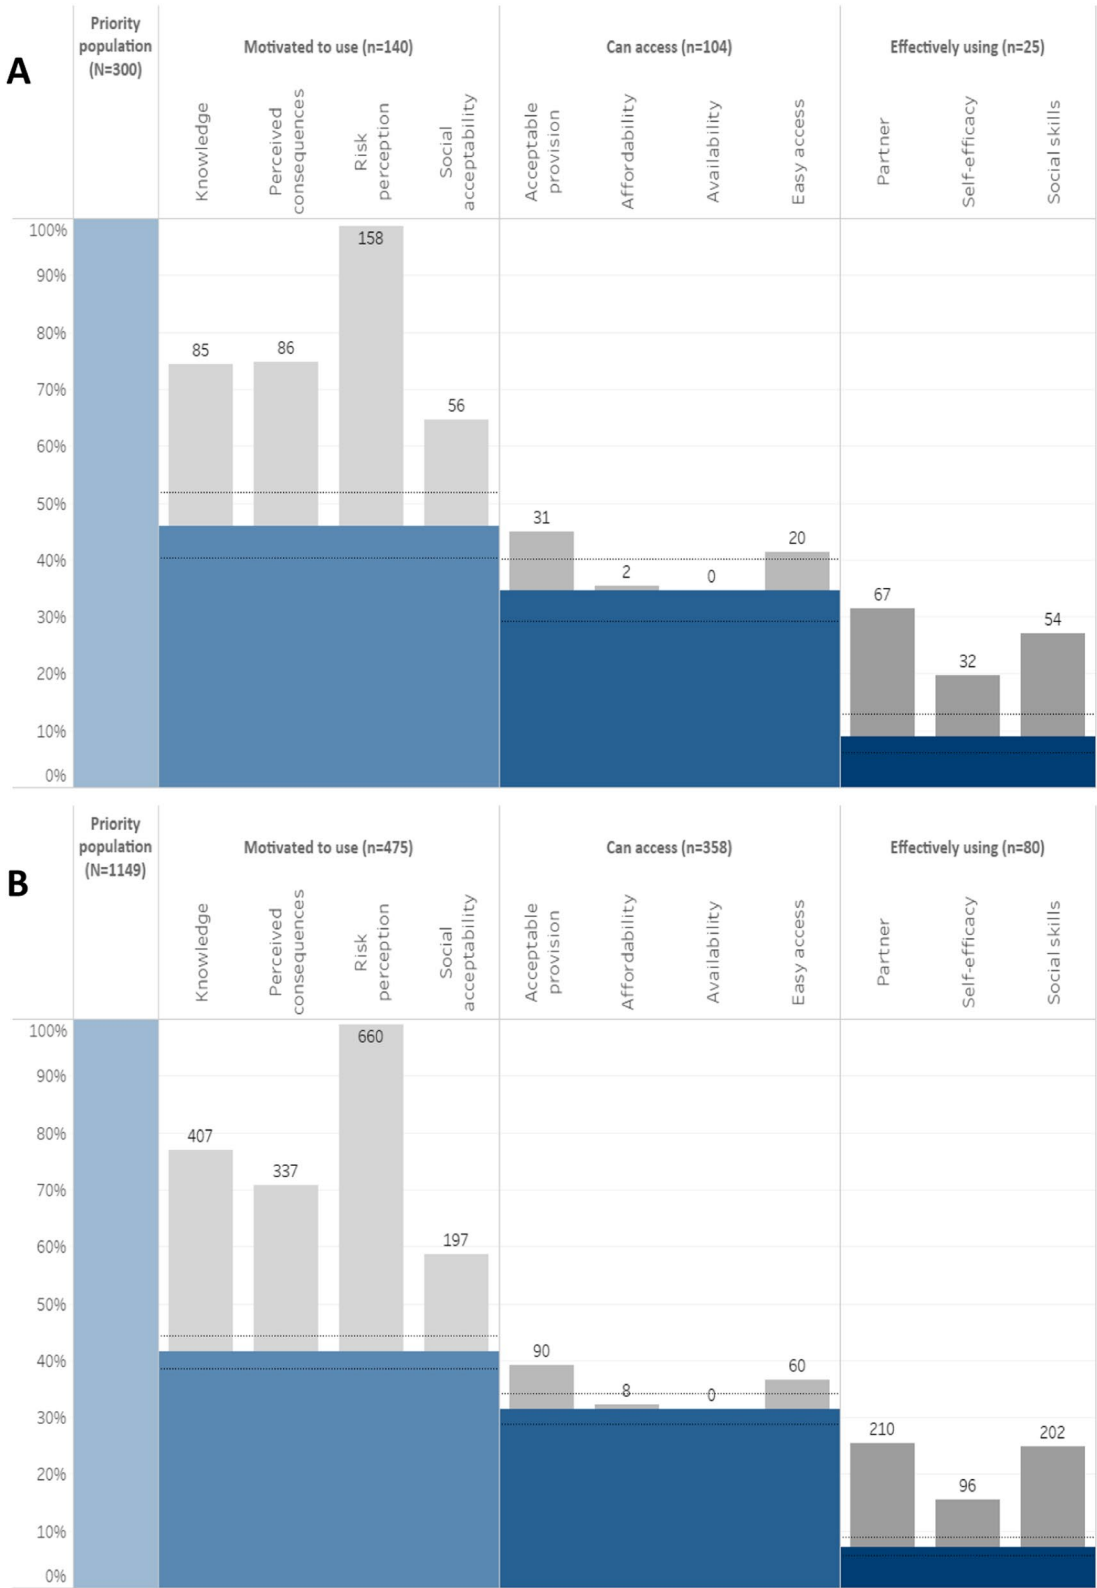 A
Priority
population
(N=300)
Motivated to use (n=140)
Can access (n=104)
Effectively using (n=25)
Knowledge
Perceived
consequences
Risk
perception
Social
acceptability
Acceptable
provision
Affordability
Availability
Easy access
Partner
Self-efficacy
Social skills
100%
90%
80%
70%
60%
50%
40%
30%
20%
10%
0%
85
86
158
56
31
2
0
20
67
32
54
B
Priority
population
(N=1149)
Motivated to use (n=475)
Can access (n=358)
Effectively using (n=80)
Knowledge
Perceived
consequences
Risk
perception
Social
acceptability
Acceptable
provision
Affordability
Availability
Easy access
Partner
Self-efficacy
Social skills
100%
90%
80%
70%
60%
50%
40%
30%
20%
10%
0%
407
337
660
197
90
8
0
60
210
96
202